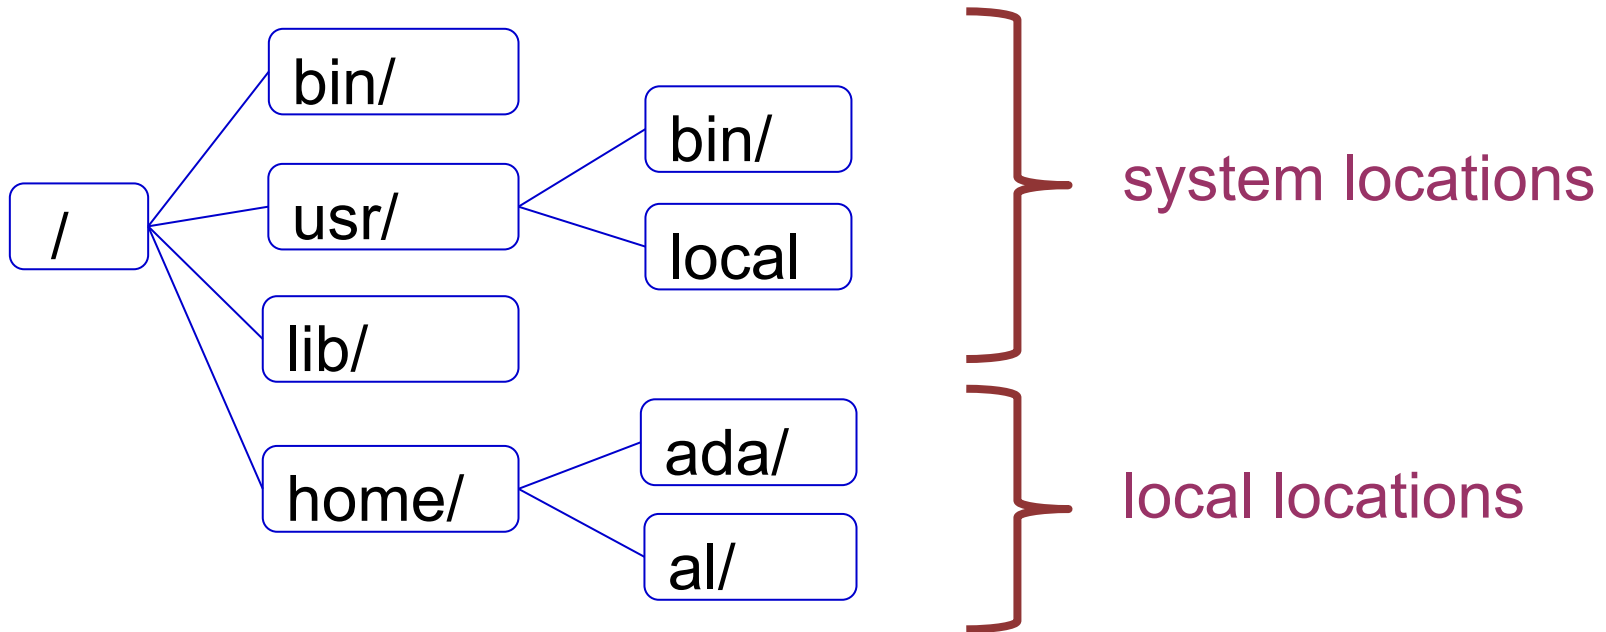 /
bin/
usr/
lib/
home/
bin/
local
ada/
al/
system locations
local locations